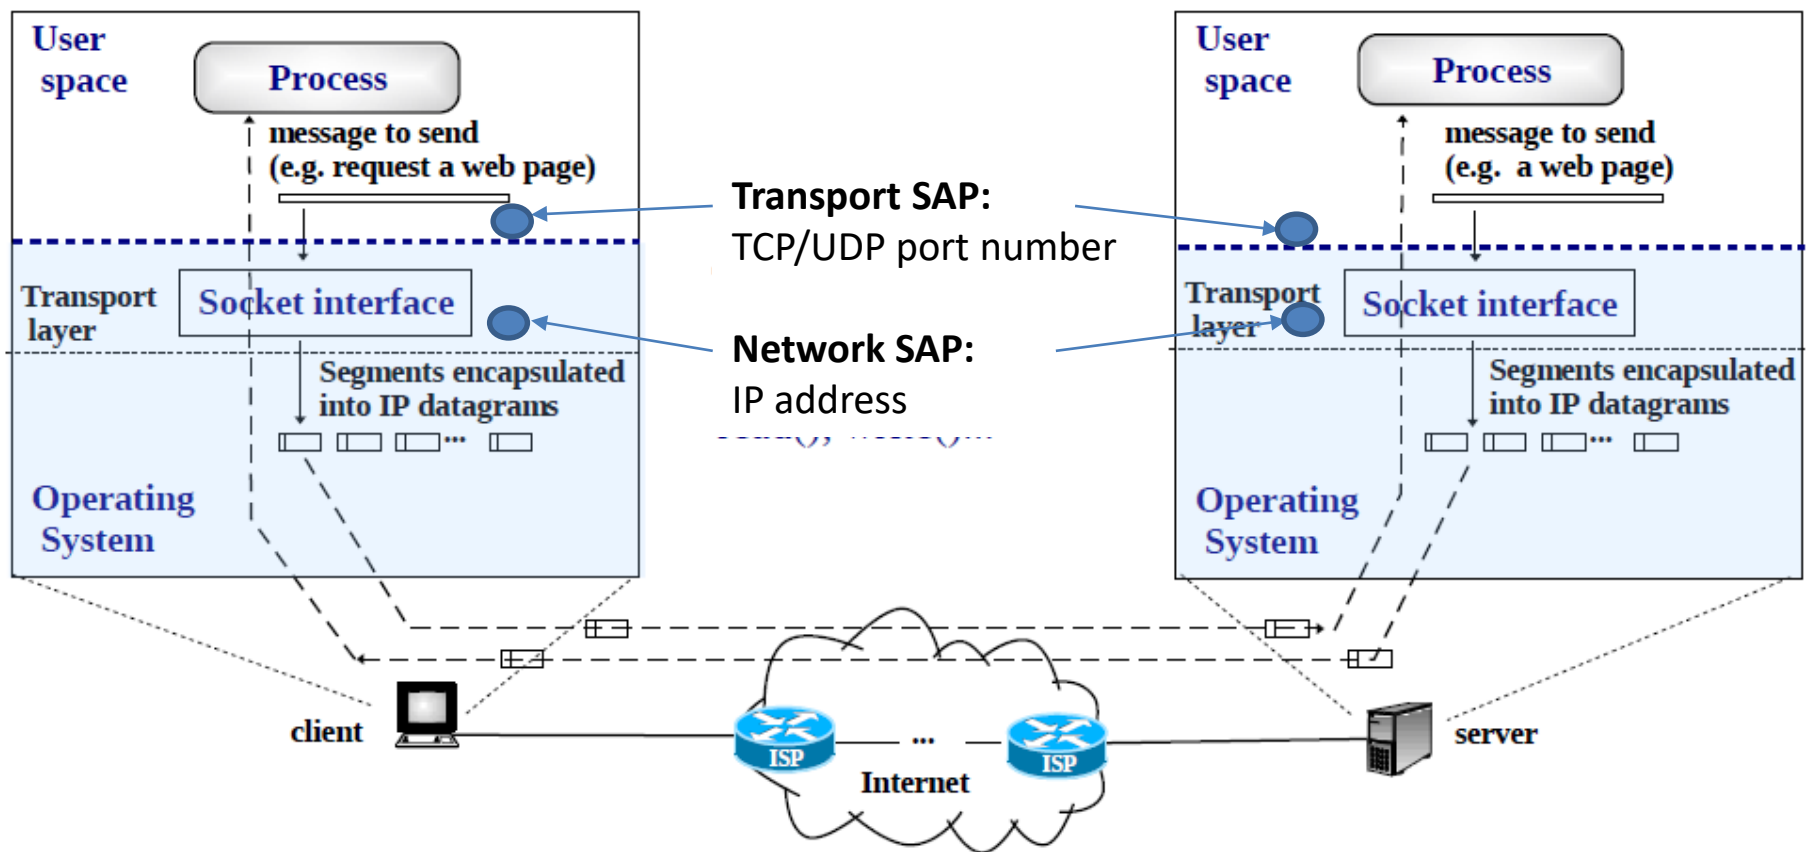 User
space
Process
message to send
(e.g. request a web page)
Transport
layer
Socket interface
Segments encapsulated
into IP datagrams
...
Operating
System
Transport SAP:
TCP/UDP port number
Network SAP:
IP address
User
space
Process
message to send
(e.g. a web page)
Transport
layer
Socket interface
Segments encapsulated
into IP datagrams
...
Operating
System
client
ISP
...
Internet
ISP
server